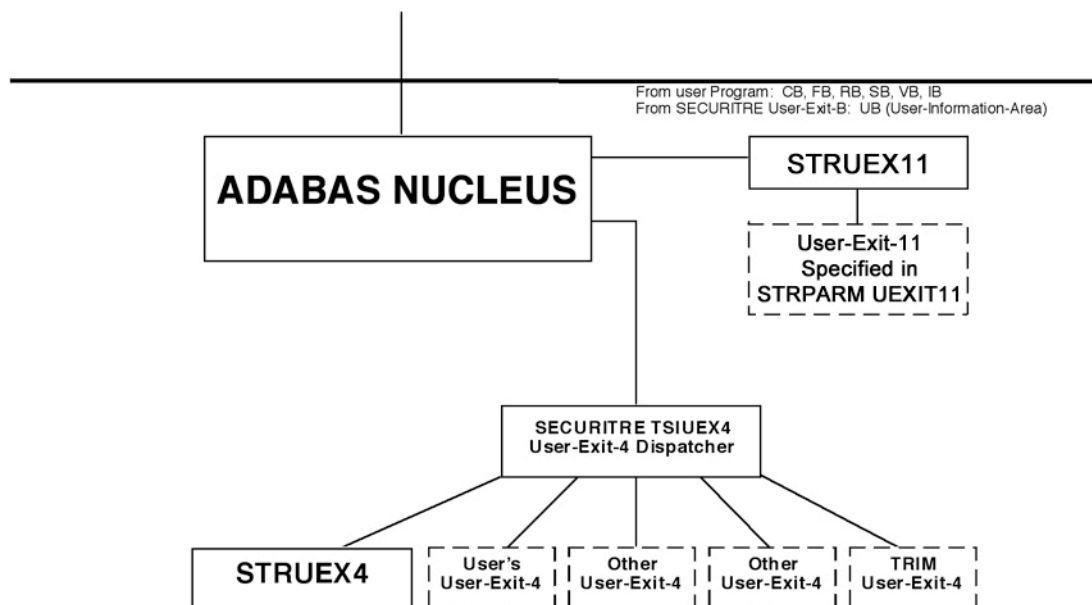 From user Program: CB, FB, RB, SB, VB, IB
From SECURITRE User-Exit-B: UB (User-Information-Area)
ADABAS NUCLEUS
STRUEX11
User-Exit-11
Specified in
STRPARM UEXIT11
SECURITRE TSIUEX4
User-Exit-4 Dispatcher
STRUEX4
User's
User-Exit-4
Other
User-Exit-4
Other
User-Exit-4
TRIM
User-Exit-4